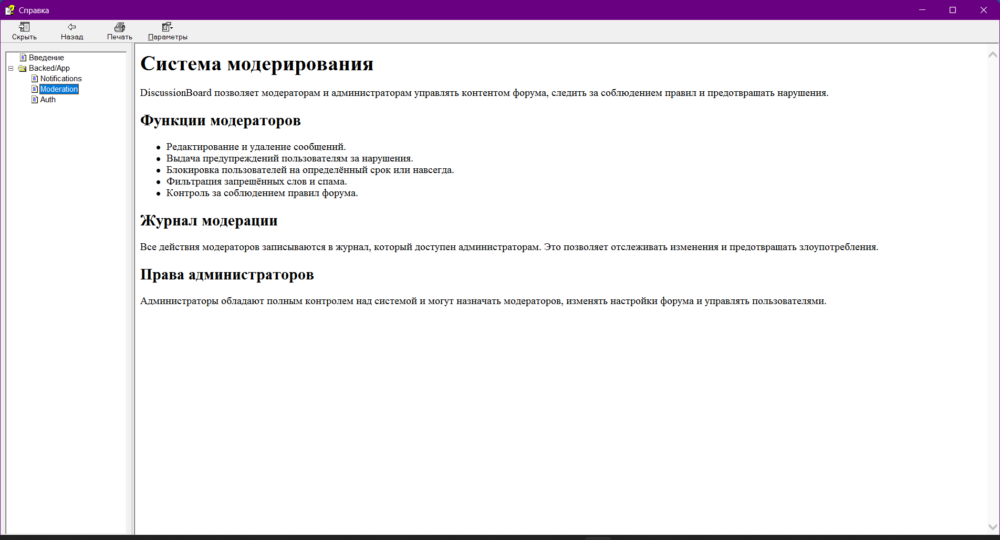 Справка
Скрыть
Назад
Печать
Параметры
Введение
Backed/App
Notifications
Moderation
Auth
Система модерирования
DiscussionBoard позволяет модераторам и администраторам управлять контентом форума, следить за соблюдением правил и предотвращать нарушения.
Функции модераторов
Редактирование и удаление сообщений.
Выдача предупреждений пользователям за нарушения.
Блокировка пользователей на определённый срок или навсегда.
Фильтрация запрещённых слов и спама.
Контроль за соблюдением правил форума.
Журнал модерации
Все действия модераторов записываются в журнал, который доступен администраторам. Это позволяет отслеживать изменения и предотвращать злоупотребления.
Права администраторов
Администраторы обладают полным контролем над системой и могут назначать модераторов, изменять настройки форума и управлять пользователями.